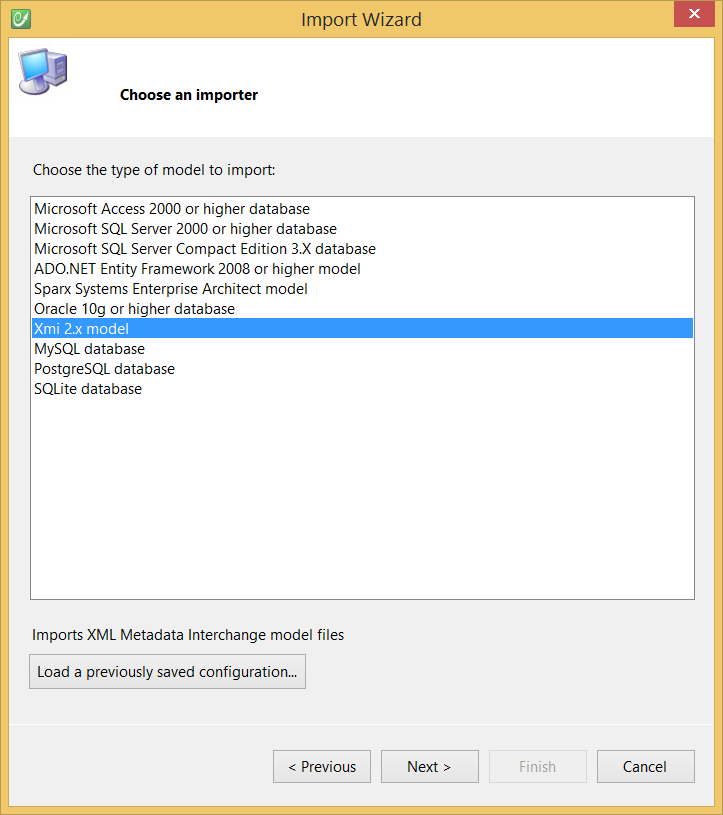 Import Wizard
Choose an importer
Choose the type of model to import:
Microsoft Access 2000 or higher database
Microsoft SQL Server 2000 or higher database
Microsoft SQL Server Compact Edition 3.X database
ADO.NET Entity Framework 2008 or higher model
Sparx Systems Enterprise Architect model
Oracle 10g or higher database
Xmi 2.x model
MySQL database
PostgreSQL database
SQLite database
Imports XML Metadata Interchange model files
Load a previously saved configuration...
< Previous Next > Finish Cancel